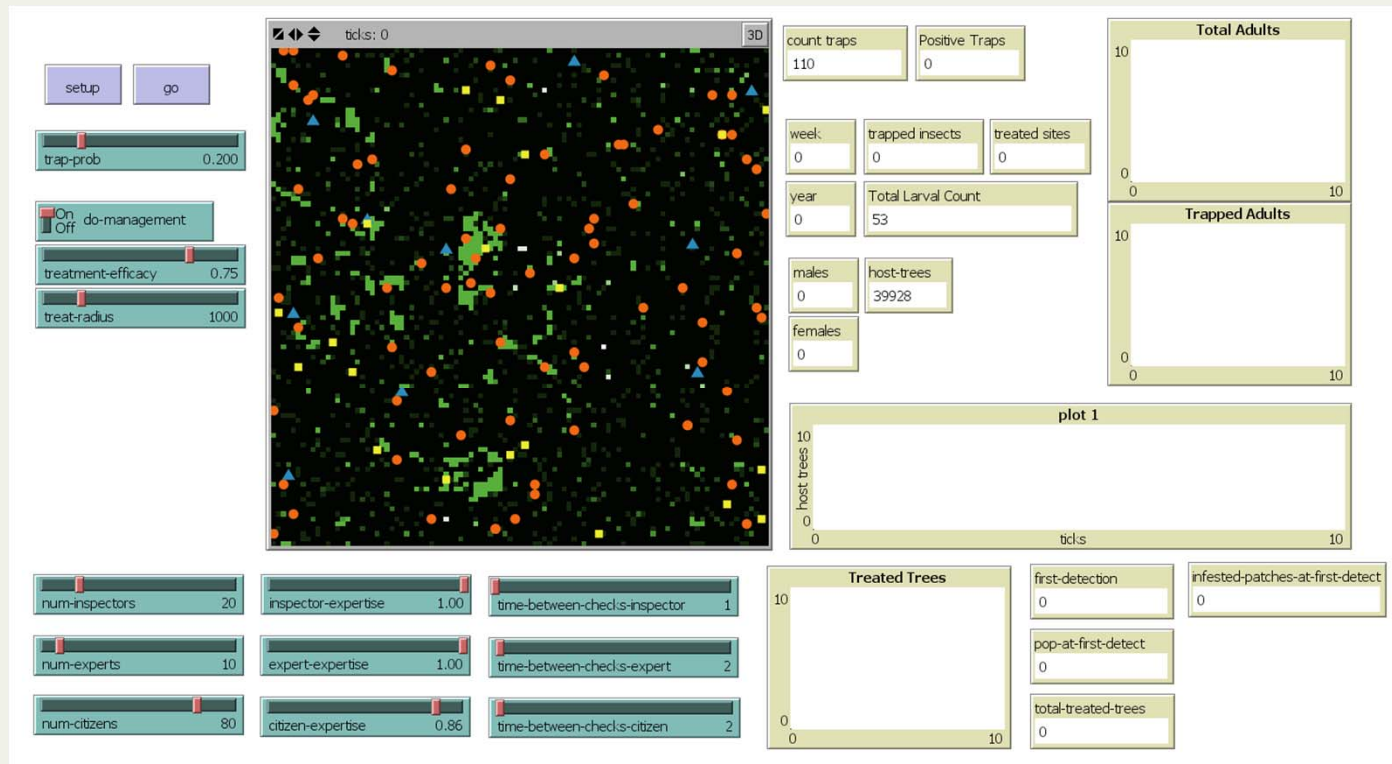 ticks: 0
3D
setup
go
trap-prob 0.200
On
Off
do-management
treatment-efficacy 0.75
treat-radius 1000
count traps
110
Positive Traps
0
week
0
trapped insects
0
treated sites
0
year
0
Total Larval Count
53
males
0
host-trees
39928
females
0
Total Adults
10
0
0 10
Trapped Adults
10
0
0 10
plot 1
host trees
10
0
0 ticks 10
num-inspectors 20
inspector-expertise 1.00
time-between-checks-inspector 1
num-experts 10
expert-expertise 1.00
time-between-checks-expert 2
num-citizens 80
citizen-expertise 0.86
time-between-checks-citizen 2
Treated Trees
10
0
0 10
first-detection
0
infested-patches-at-first-detect
0
pop-at-first-detect
0
total-treated-trees
0